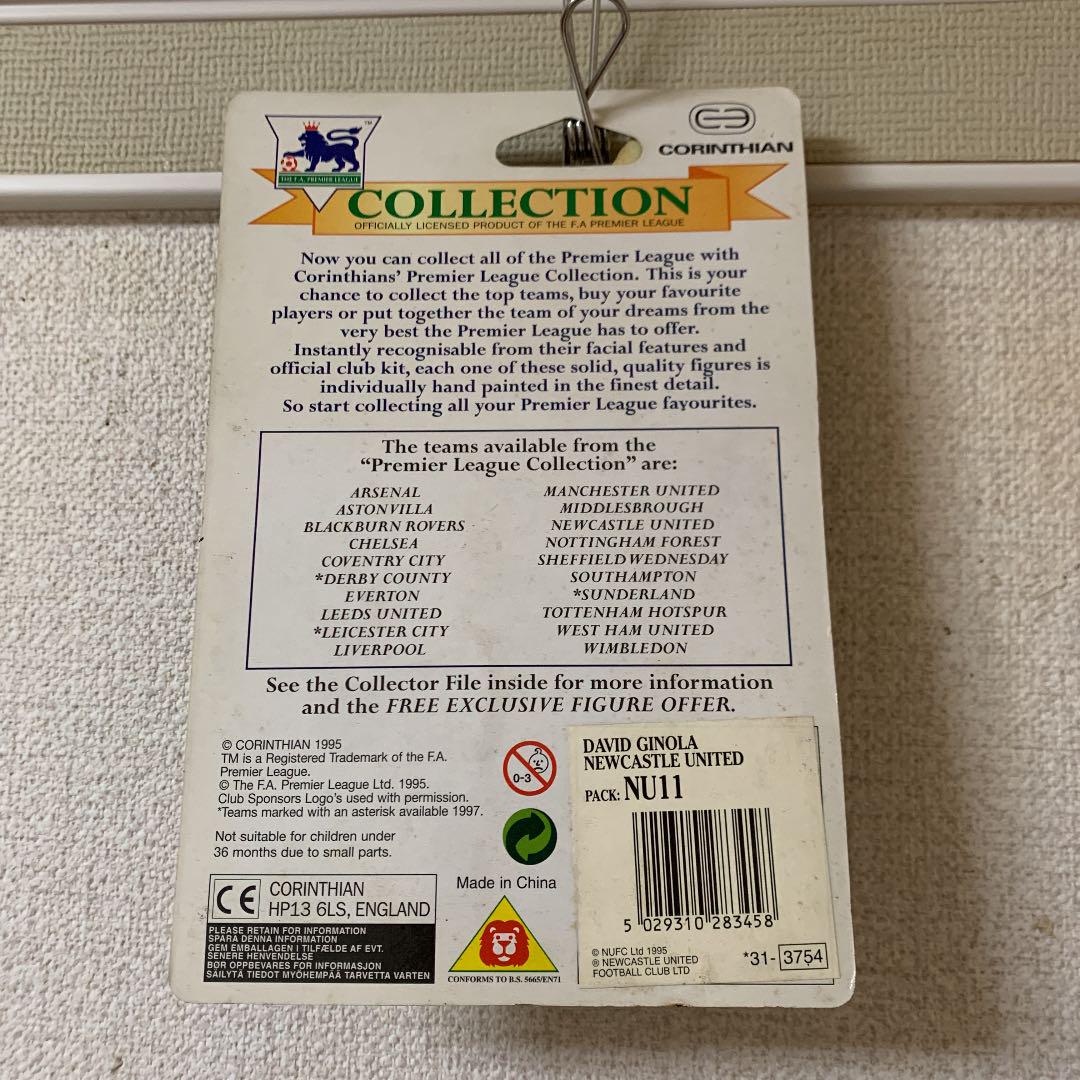 THE F.A. PREMIER LEAGUE
TM
CORINTHIAN
COLLECTION
OFFICIALLY LICENSED PRODUCT OF THE F.A PREMIER LEAGUE
Now you can collect all of the Premier League with
Corinthians' Premier League Collection. This is your
chance to collect the top teams, buy your favourite
players or put together the team of your dreams from the
very best the Premier League has to offer.
Instantly recognisable from their facial features and
official club kit, each one of these solid, quality figures is
individually hand painted in the finest detail.
So start collecting all your Premier League favourites.
The teams available from the
“Premier League Collection” are:
ARSENAL
ASTON VILLA
BLACKBURN ROVERS
CHELSEA
COVENTRY CITY
*DERBY COUNTY
EVERTON
LEEDS UNITED
*LEICESTER CITY
LIVERPOOL
MANCHESTER UNITED
MIDDLESBROUGH
NEWCASTLE UNITED
NOTTINGHAM FOREST
SHEFFIELD WEDNESDAY
SOUTHAMPTON
*SUNDERLAND
TOTTENHAM HOTSPUR
WEST HAM UNITED
WIMBLEDON
See the Collector File inside for more information
and the FREE EXCLUSIVE FIGURE OFFER.
© CORINTHIAN 1995
TM is a Registered Trademark of the F.A.
Premier League.
© The F.A. Premier League Ltd. 1995.
Club Sponsors Logo's used with permission.
*Teams marked with an asterisk available 1997.
Not suitable for children under
36 months due to small parts.
0-3
CE CORINTHIAN
HP13 6LS, ENGLAND
PLEASE RETAIN FOR INFORMATION
SPARA DENNA INFORMATION
GEM EMBALLAGEN I TILFÆLDE AF EVT.
SENERE HENVENDELSE
BØR OPPBEVARES FOR INFORMASJON
SÄILYTÄ TIEDOT MYÖHEMPÄÄ TARVETTA VARTEN
Made in China
CONFORMS TO B.S. 5665/EN71
DAVID GINOLA
NEWCASTLE UNITED
PACK: NU11
5 029310 283458
© NUFC Ltd 1995
® NEWCASTLE UNITED
FOOTBALL CLUB LTD
*31- 3754